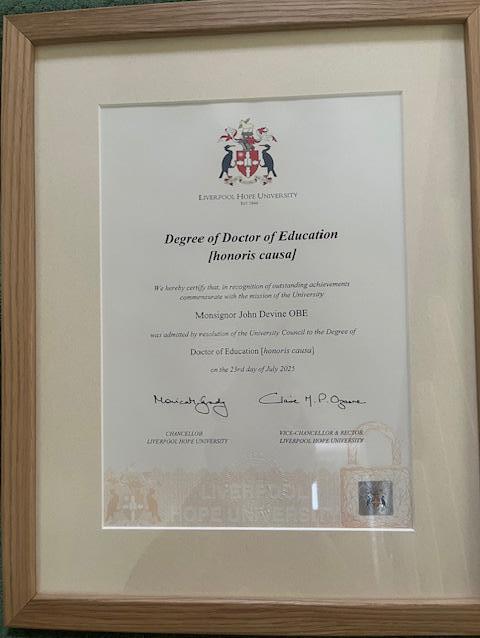 LIVERPOOL HOPE UNIVERSITY
EST. 1844
Degree of Doctor of Education
[honoris causa]
We hereby certify that, in recognition of outstanding achievements
commensurate with the mission of the University
Monsignor John Devine OBE
was admitted by resolution of the University Council to the Degree of
Doctor of Education [honoris causa]
on the 23rd day of July 2025
CHANCELLOR
LIVERPOOL HOPE UNIVERSITY
VICE-CHANCELLOR & RECTOR
LIVERPOOL HOPE UNIVERSITY
LIVERPOOL
HOPE UNIVERSITY